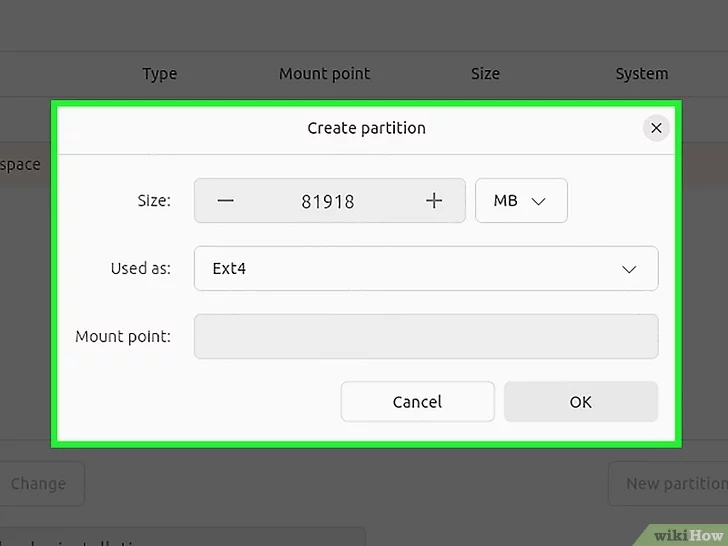 Type Mount point Size System
Create partition
space
Size: 81918 MB
Used as: Ext4
Mount point:
Cancel OK
Change New partition
wikiHow